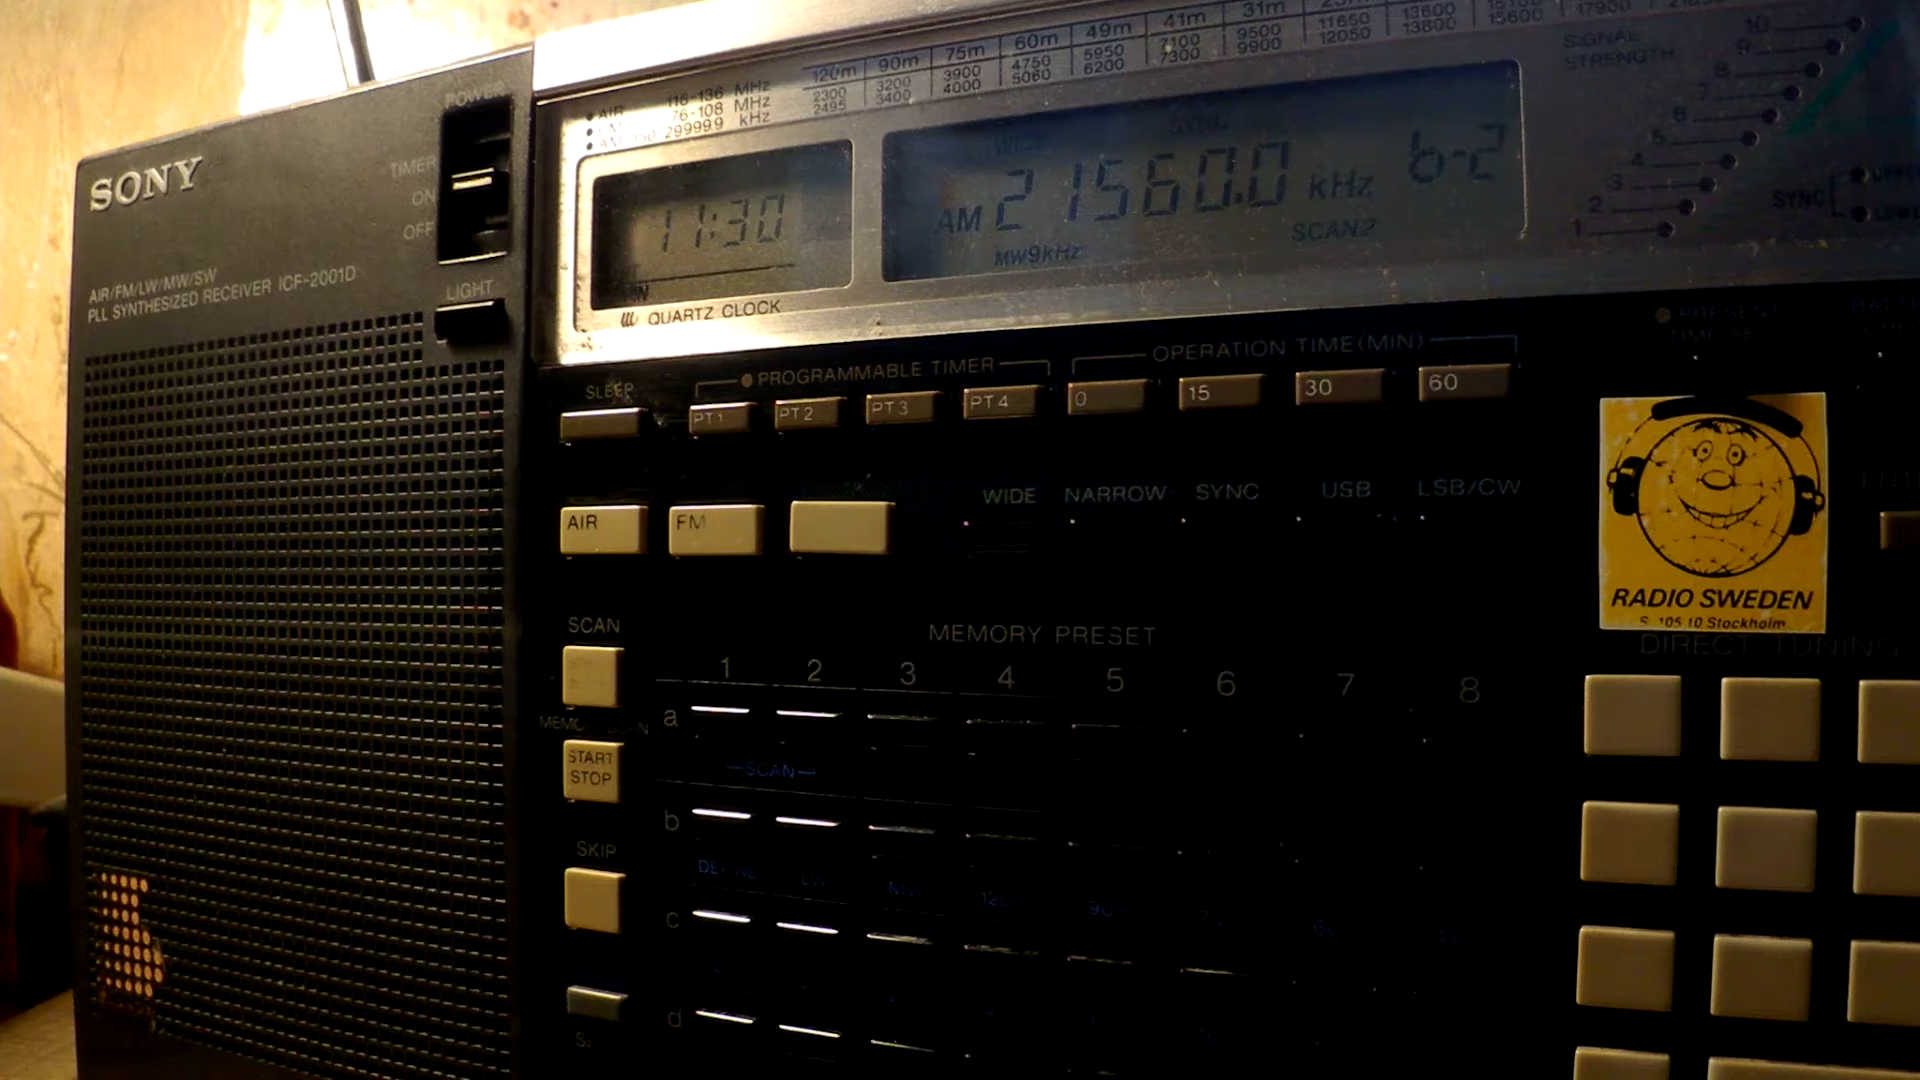 SONY
AIR/FM/LW/MW/SW
PLL SYNTHESIZED RECEIVER ICF-2001D
POWER
TIMER
ON
OFF
LIGHT
AIR 116-136 MHz
76-108 MHz
29999.9 kHz
120m 90m 75m 60m 49m 41m 31m
2300 3200 3900 4750 5950 7100 9500 11650 13600 15600 17900
2495 3400 4000 5060 6200 7300 9900 12050 13800
SIGNAL
STRENGTH
10
9
8
7
6
5
4
3
2
1
SYNC
11:30
QUARTZ CLOCK
AM 21560.0 kHz b-2
MW9kHz
SCAN2
PRESENT
SLEEP
PROGRAMMABLE TIMER
OPERATION TIME(MIN)
PT 1 PT 2 PT 3 PT 4 0 15 30 60
WIDE NARROW SYNC USB LSB/CW
AIR FM
RADIO SWEDEN
S-105 10 Stockholm
DIRECT TUNING
SCAN
MEMORY PRESET
1 2 3 4 5 6 7 8
a
START
STOP
SCAN
b
SKIP
c
d